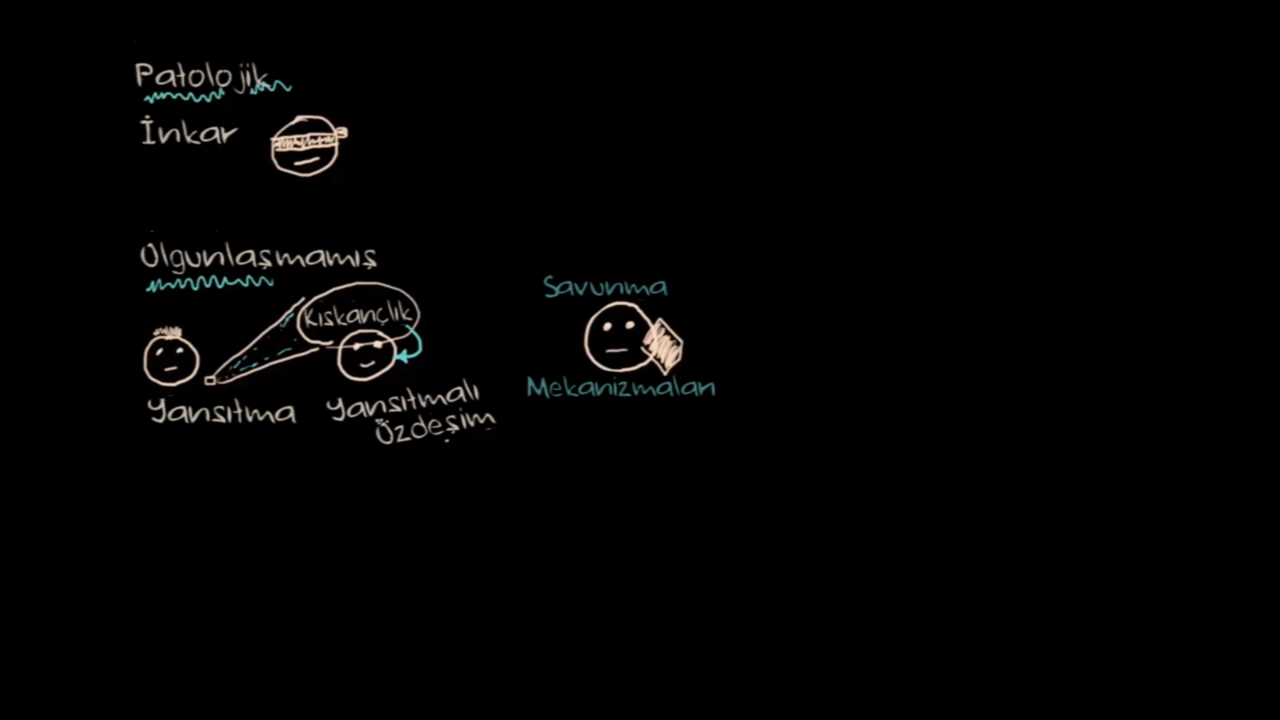 Patolojik
İnkar
Olgunlaşmamış
Kıskançlık
Yansıtma
Yansıtmalı
Özdeşim
Savunma
Mekanizmaları